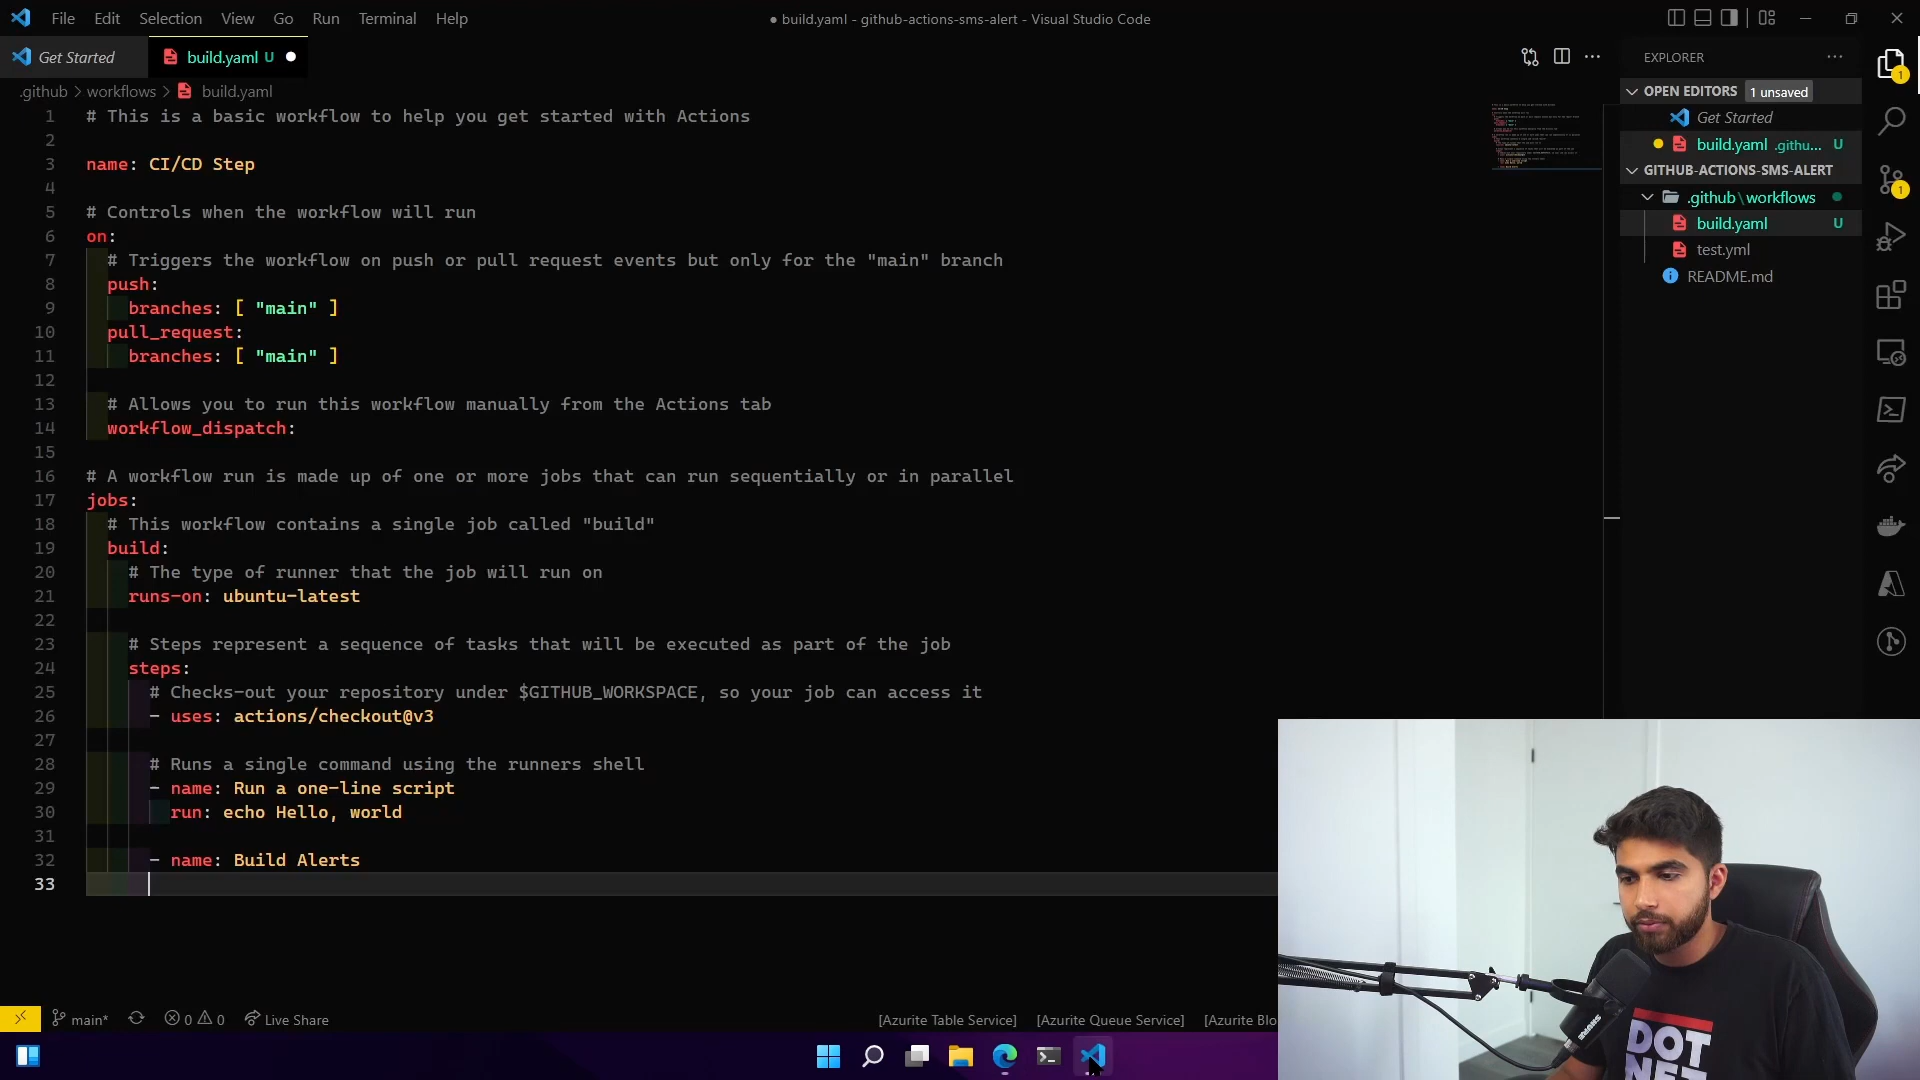 File Edit Selection View Go Run Terminal Help
● build.yaml - github-actions-sms-alert - Visual Studio Code
Get Started
build.yaml U
.github > workflows > build.yaml
1 # This is a basic workflow to help you get started with Actions
2
3 name: CI/CD Step
4
5 # Controls when the workflow will run
6 on:
7 # Triggers the workflow on push or pull request events but only for the "main" branch
8 push:
9 branches: [ "main" ]
10 pull_request:
11 branches: [ "main" ]
12
13 # Allows you to run this workflow manually from the Actions tab
14 workflow_dispatch:
15
16 # A workflow run is made up of one or more jobs that can run sequentially or in parallel
17 jobs:
18 # This workflow contains a single job called "build"
19 build:
20 # The type of runner that the job will run on
21 runs-on: ubuntu-latest
22
23 # Steps represent a sequence of tasks that will be executed as part of the job
24 steps:
25 # Checks-out your repository under $GITHUB_WORKSPACE, so your job can access it
26 - uses: actions/checkout@v3
27
28 # Runs a single command using the runners shell
29 - name: Run a one-line script
30 run: echo Hello, world
31
32 - name: Build Alerts
33
EXPLORER
OPEN EDITORS 1 unsaved
Get Started
build.yaml .githu... U
GITHUB-ACTIONS-SMS-ALERT
.github\workflows
build.yaml U
test.yml
README.md
1
1
main* 0 0 Live Share
[Azurite Table Service] [Azurite Queue Service] [Azurite Blo
SHURE
DOT
NET